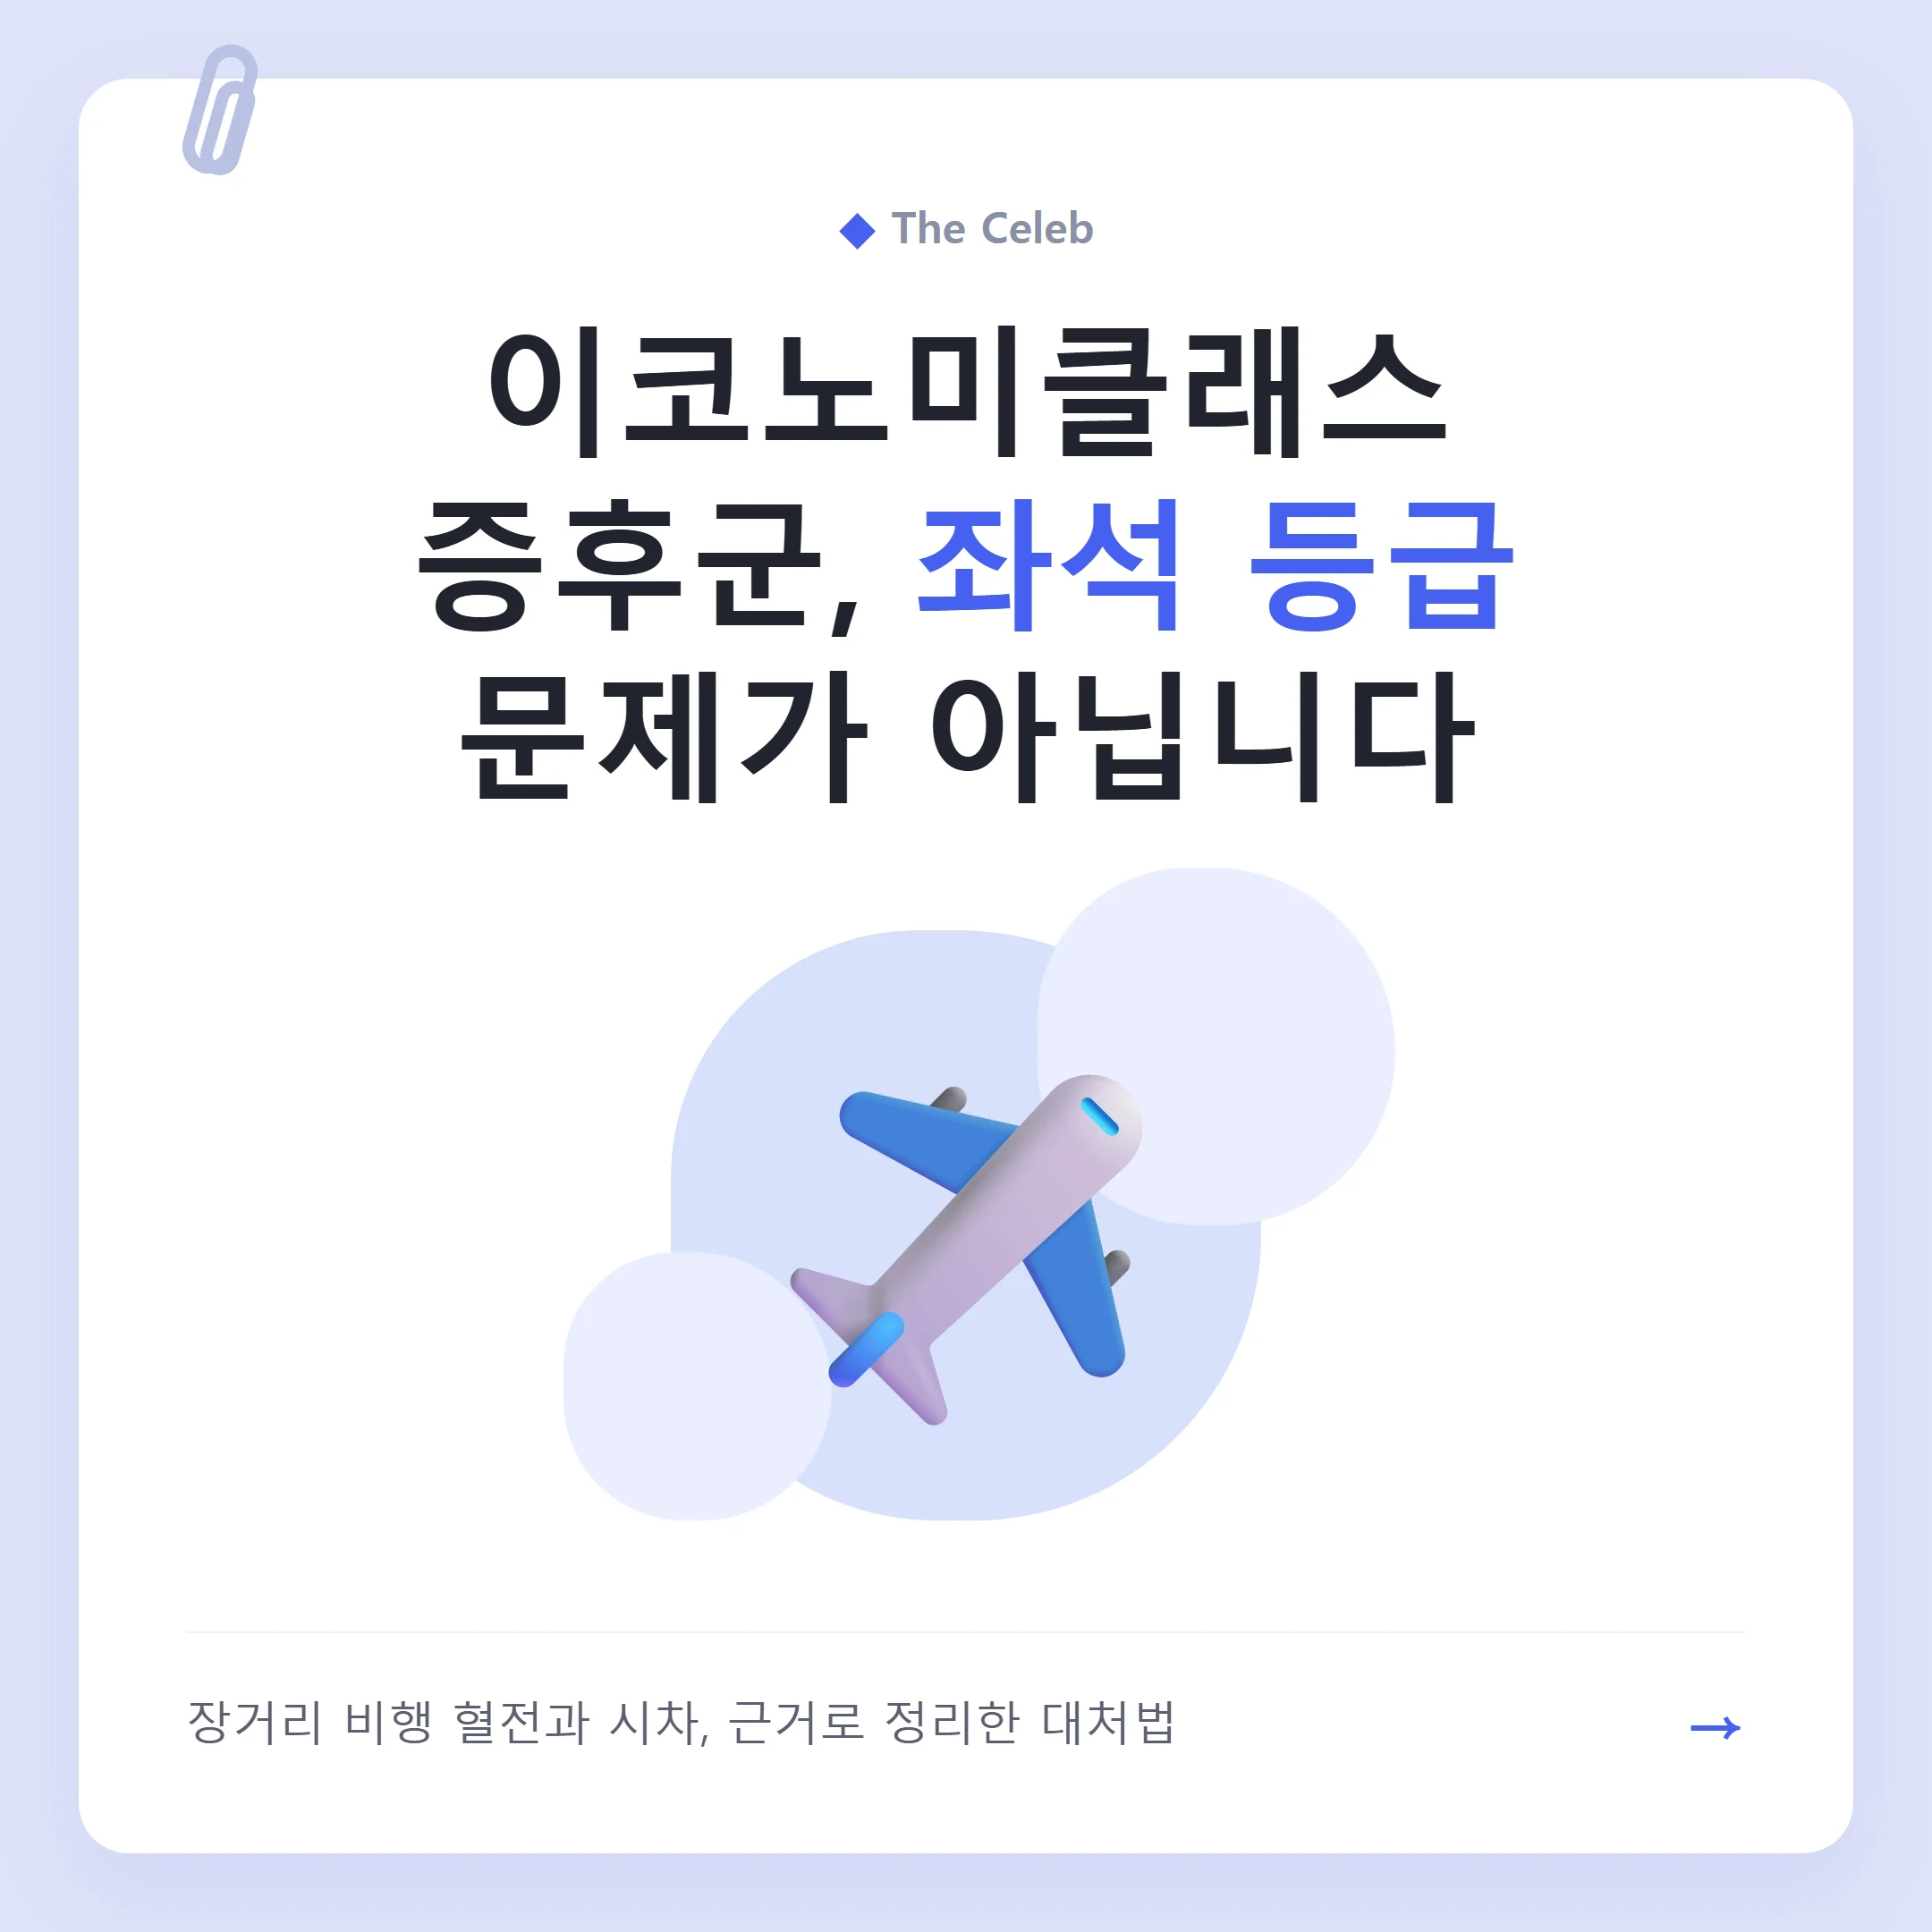 The Celeb
이코노미클래스
증후군, 좌석 등급
문제가 아닙니다
장거리 비행 혈전과 시차, 근거로 정리한 대처법 →